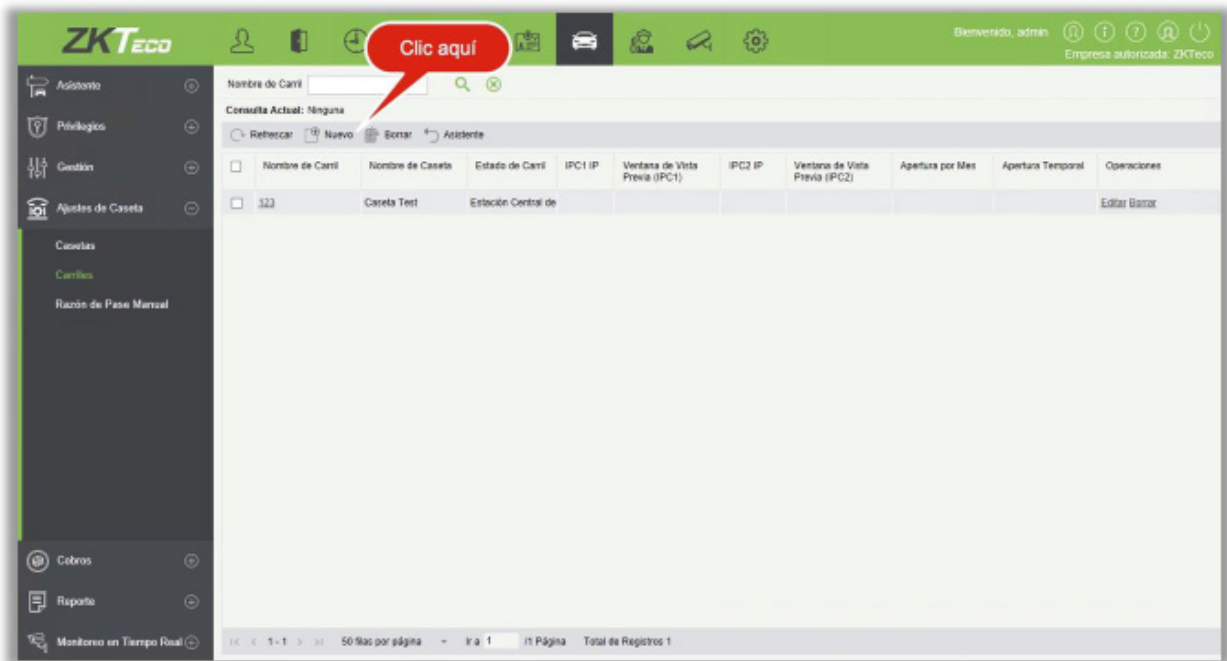 ZKTECO
Clic aquí
Bienvenido, admin
Empresa autorizada: ZKTeco
Asistente
Privilegios
Gestión
Ajustes de Caseta
Casetas
Carriles
Razón de Pase Manual
Cobros
Reporte
Monitoreo en Tiempo Real
Nombre de Carril
Consulta Actual: Ninguna
Refrescar Nuevo Borrar Asistente
Nombre de Carril Nombre de Caseta Estado de Carril IPC1 IP Ventana de Vista Previa (IPC1) IPC2 IP Ventana de Vista Previa (IPC2) Apertura por Mes Apertura Temporal Operaciones
123 Caseta Test Estación Central de Editar Borrar
1-1 50 filas por página Ir a 1 /1 Página Total de Registros 1